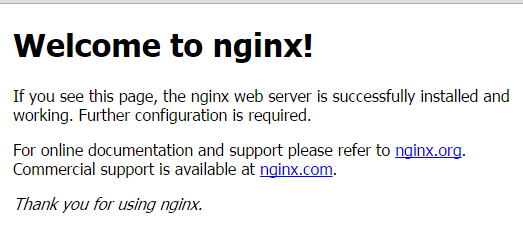 Welcome to nginx!
If you see this page, the nginx web server is successfully installed and
working. Further configuration is required.
For online documentation and support please refer to nginx.org.
Commercial support is available at nginx.com.
Thank you for using nginx.